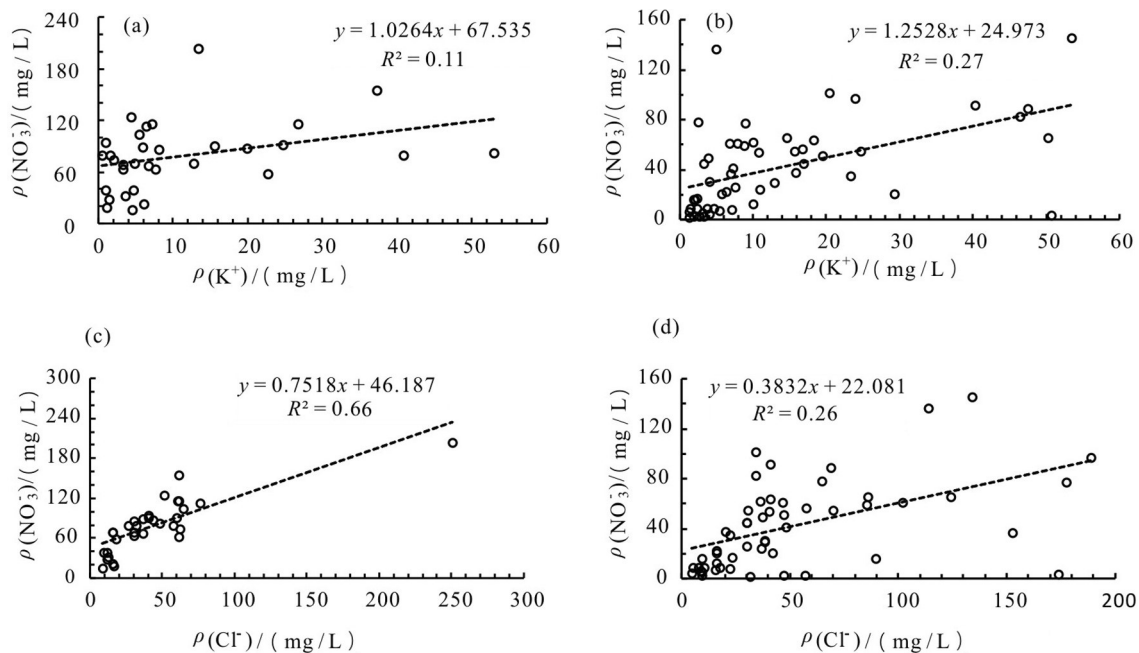 (a)
y = 1.0264x + 67.535
R² = 0.11
ρ(NO₃⁻)/(mg/L)
240
180
120
60
0
0 10 20 30 40 50 60
ρ(K⁺)/(mg/L)
(b)
y = 1.2528x + 24.973
R² = 0.27
ρ(NO₃⁻)/(mg/L)
160
120
80
40
0
0 10 20 30 40 50 60
ρ(K⁺)/(mg/L)
(c)
y = 0.7518x + 46.187
R² = 0.66
ρ(NO₃⁻)/(mg/L)
300
240
180
120
60
0
0 50 100 150 200 250 300
ρ(Cl⁻)/(mg/L)
(d)
y = 0.3832x + 22.081
R² = 0.26
ρ(NO₃⁻)/(mg/L)
160
120
80
40
0
0 50 100 150 200
ρ(Cl⁻)/(mg/L)